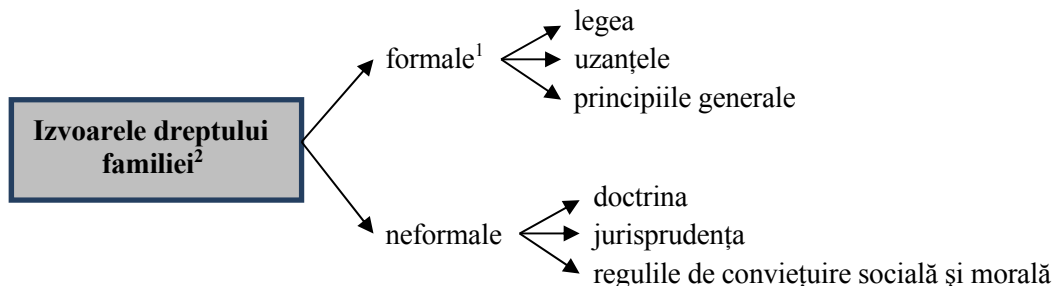 legea
formale¹
uzanțele
principiile generale
Izvoarele dreptului
familiei²
doctrina
neformale
jurisprudența
regulile de conviețuire socială și morală